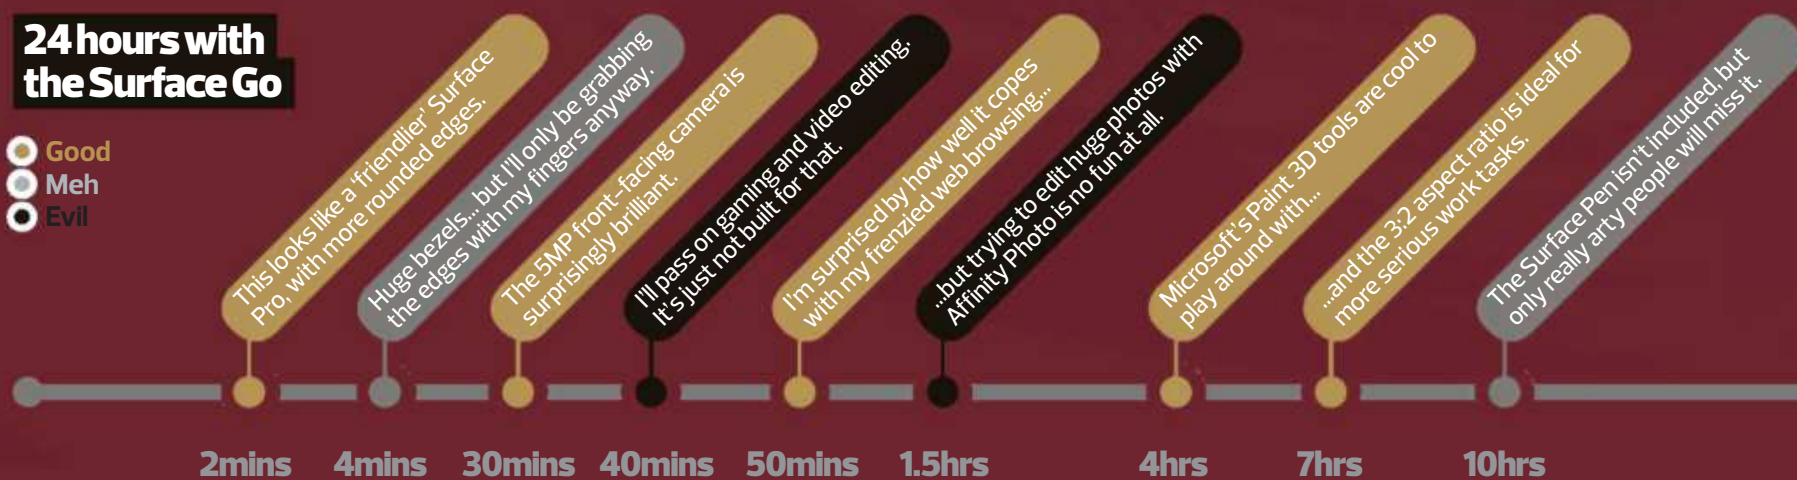 24 hours with
the Surface Go
Good
Meh
Evil
This looks like a 'friendlier' Surface
Pro, with more rounded edges.
Huge bezels... but I'll only be grabbing
the edges with my fingers anyway.
The 5MP front-facing camera is
surprisingly brilliant.
I'll pass on gaming and video editing.
It's just not built for that.
I'm surprised by how well it copes
with my frenzied web browsing...
...but trying to edit huge photos with
Affinity Photo is no fun at all.
Microsoft's Paint 3D tools are cool to
play around with...
...and the 3:2 aspect ratio is ideal for
more serious work tasks.
The Surface Pen isn't included, but
only really arty people will miss it.
2mins
4mins
30mins
40mins
50mins
1.5hrs
4hrs
7hrs
10hrs